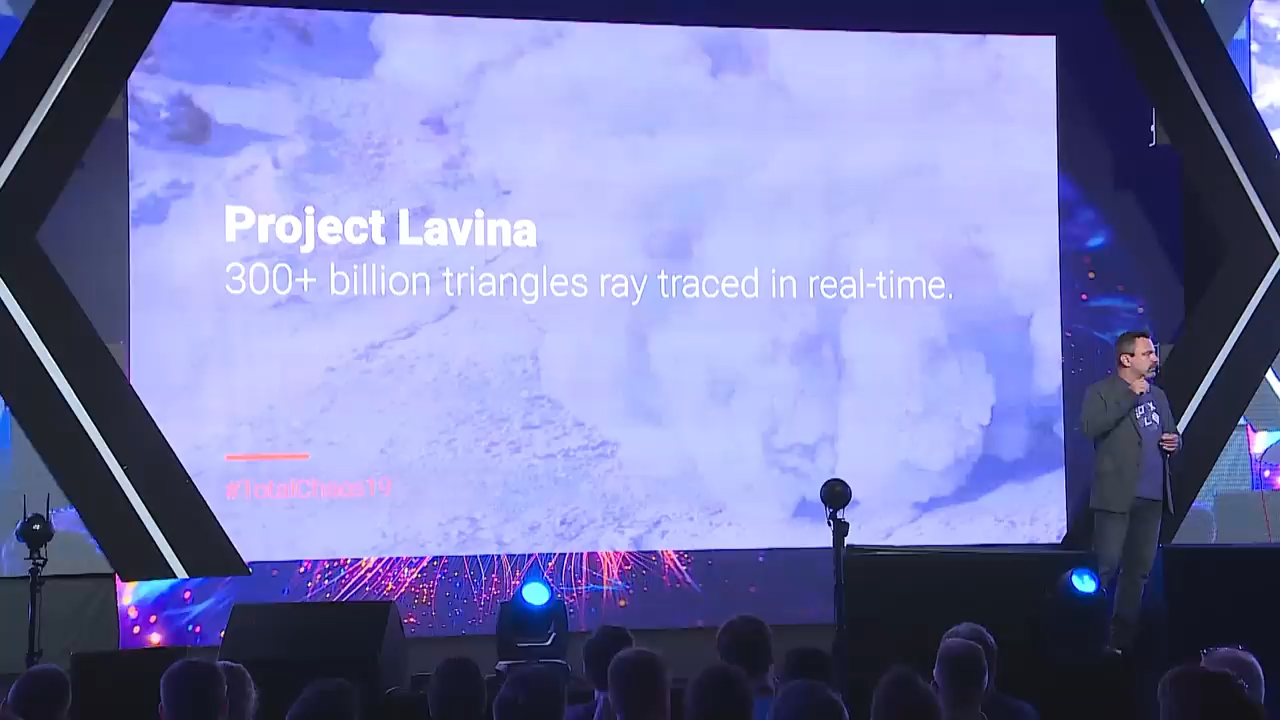 Project Lavina
300+ billion triangles ray traced in real-time.
#TotalChaos19